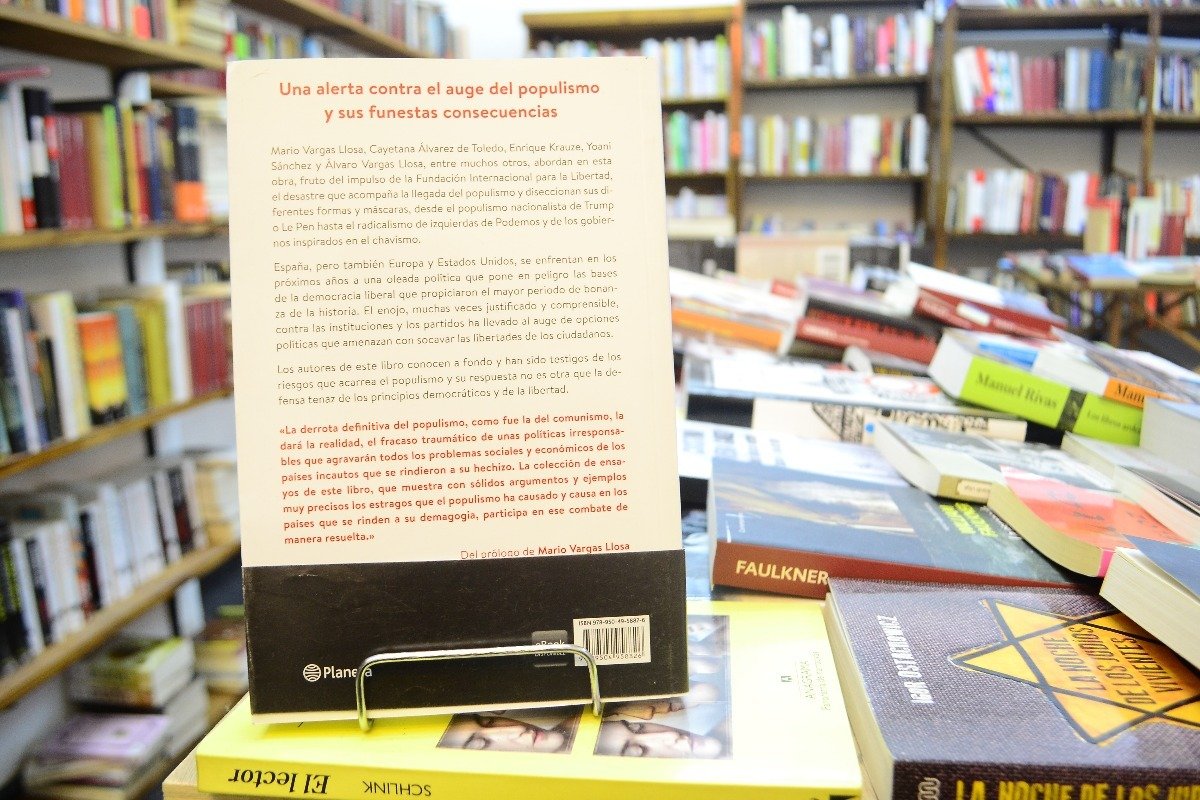 Una alerta contra el auge del populismo
y sus funestas consecuencias
Mario Vargas Llosa, Cayetana Álvarez de Toledo, Enrique Krauze, Yoani
Sánchez y Álvaro Vargas Llosa, entre muchos otros, abordan en esta
obra, fruto del impulso de la Fundación Internacional para la Libertad,
el desastre que acompaña la llegada del populismo y diseccionan sus di-
ferentes formas y máscaras, desde el populismo nacionalista de Trump
o Le Pen hasta el radicalismo de izquierdas de Podemos y de los gobier-
nos inspirados en el chavismo.
España, pero también Europa y Estados Unidos, se enfrentan en los
próximos años a una oleada política que pone en peligro las bases
de la democracia liberal que propiciaron el mayor periodo de bonan-
za de la historia. El enojo, muchas veces justificado y comprensible,
contra las instituciones y los partidos ha llevado al auge de opciones
políticas que amenazan con socavar las libertades de los ciudadanos.
Los autores de este libro conocen a fondo y han sido testigos de los
riesgos que acarrea el populismo y su respuesta no es otra que la de-
fensa tenaz de los principios democráticos y de la libertad.
«La derrota definitiva del populismo, como fue la del comunismo, la
dará la realidad, el fracaso traumático de unas políticas irresponsa-
bles que agravarán todos los problemas sociales y económicos de los
países incautos que se rindieron a su hechizo. La colección de ensa-
yos de este libro, que muestra con sólidos argumentos y ejemplos
muy precisos los estragos que el populismo ha causado y causa en los
países que se rinden a su demagogia, participa en ese combate de
manera resuelta.»
Del prólogo de Mario Vargas Llosa
ISBN 978-950-49-5887-6
eBook
Planeta
El lector
SCHLINK
ANAGRAMA
Manuel Rivas
FAULKNER
LA NOCHE
DE LOS JUDÍOS
VIVIENTES
LA NOCHE DE LOS